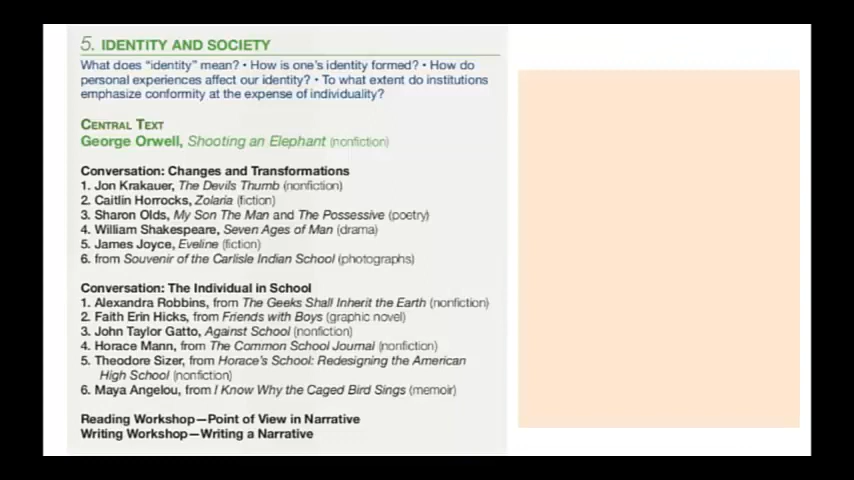 5. IDENTITY AND SOCIETY
What does “identity” mean? • How is one’s identity formed? • How do
personal experiences affect our identity? • To what extent do institutions
emphasize conformity at the expense of individuality?
CENTRAL TEXT
George Orwell, Shooting an Elephant (nonfiction)
Conversation: Changes and Transformations
1. Jon Krakauer, The Devils Thumb (nonfiction)
2. Caitlin Horrocks, Zolaria (fiction)
3. Sharon Olds, My Son The Man and The Possessive (poetry)
4. William Shakespeare, Seven Ages of Man (drama)
5. James Joyce, Eveline (fiction)
6. from Souvenir of the Carlisle Indian School (photographs)
Conversation: The Individual in School
1. Alexandra Robbins, from The Geeks Shall Inherit the Earth (nonfiction)
2. Faith Erin Hicks, from Friends with Boys (graphic novel)
3. John Taylor Gatto, Against School (nonfiction)
4. Horace Mann, from The Common School Journal (nonfiction)
5. Theodore Sizer, from Horace’s School: Redesigning the American
High School (nonfiction)
6. Maya Angelou, from I Know Why the Caged Bird Sings (memoir)
Reading Workshop—Point of View in Narrative
Writing Workshop—Writing a Narrative